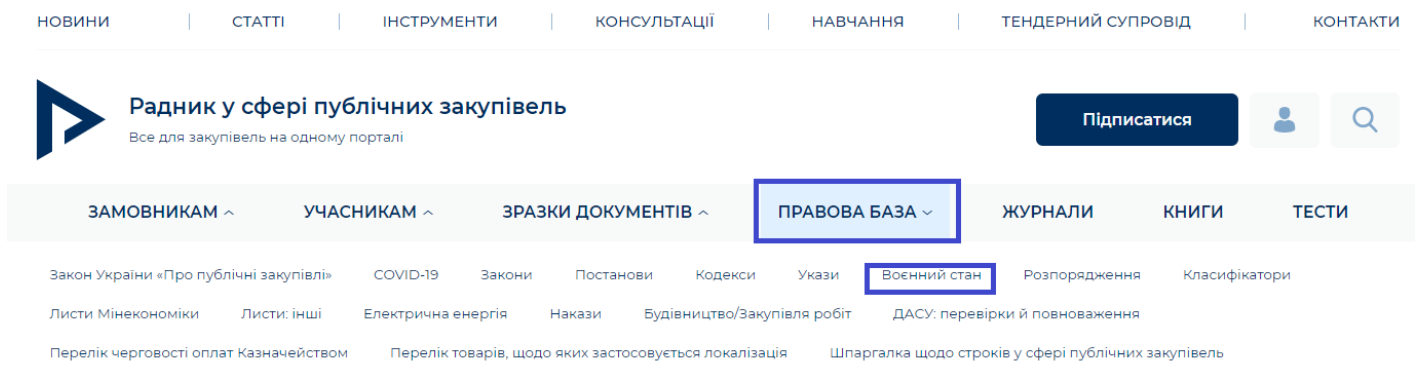 НОВИНИ СТАТТІ ІНСТРУМЕНТИ КОНСУЛЬТАЦІЇ НАВЧАННЯ ТЕНДЕРНИЙ СУПРОВІД КОНТАКТИ
Радник у сфері публічних закупівель
Все для закупівель на одному порталі
Підписатися
ЗАМОВНИКАМ УЧАСНИКАМ ЗРАЗКИ ДОКУМЕНТІВ ПРАВОВА БАЗА ЖУРНАЛИ КНИГИ ТЕСТИ
Закон України «Про публічні закупівлі» COVID-19 Закони Постанови Кодекси Укази Воєнний стан Розпорядження Класифікатори
Листи Мінекономіки Листи: інші Електрична енергія Накази Будівництво/Закупівля робіт ДАСУ: перевірки й повноваження
Перелік черговості оплат Казначейством Перелік товарів, щодо яких застосовується локалізація Шпаргалка щодо строків у сфері публічних закупівель